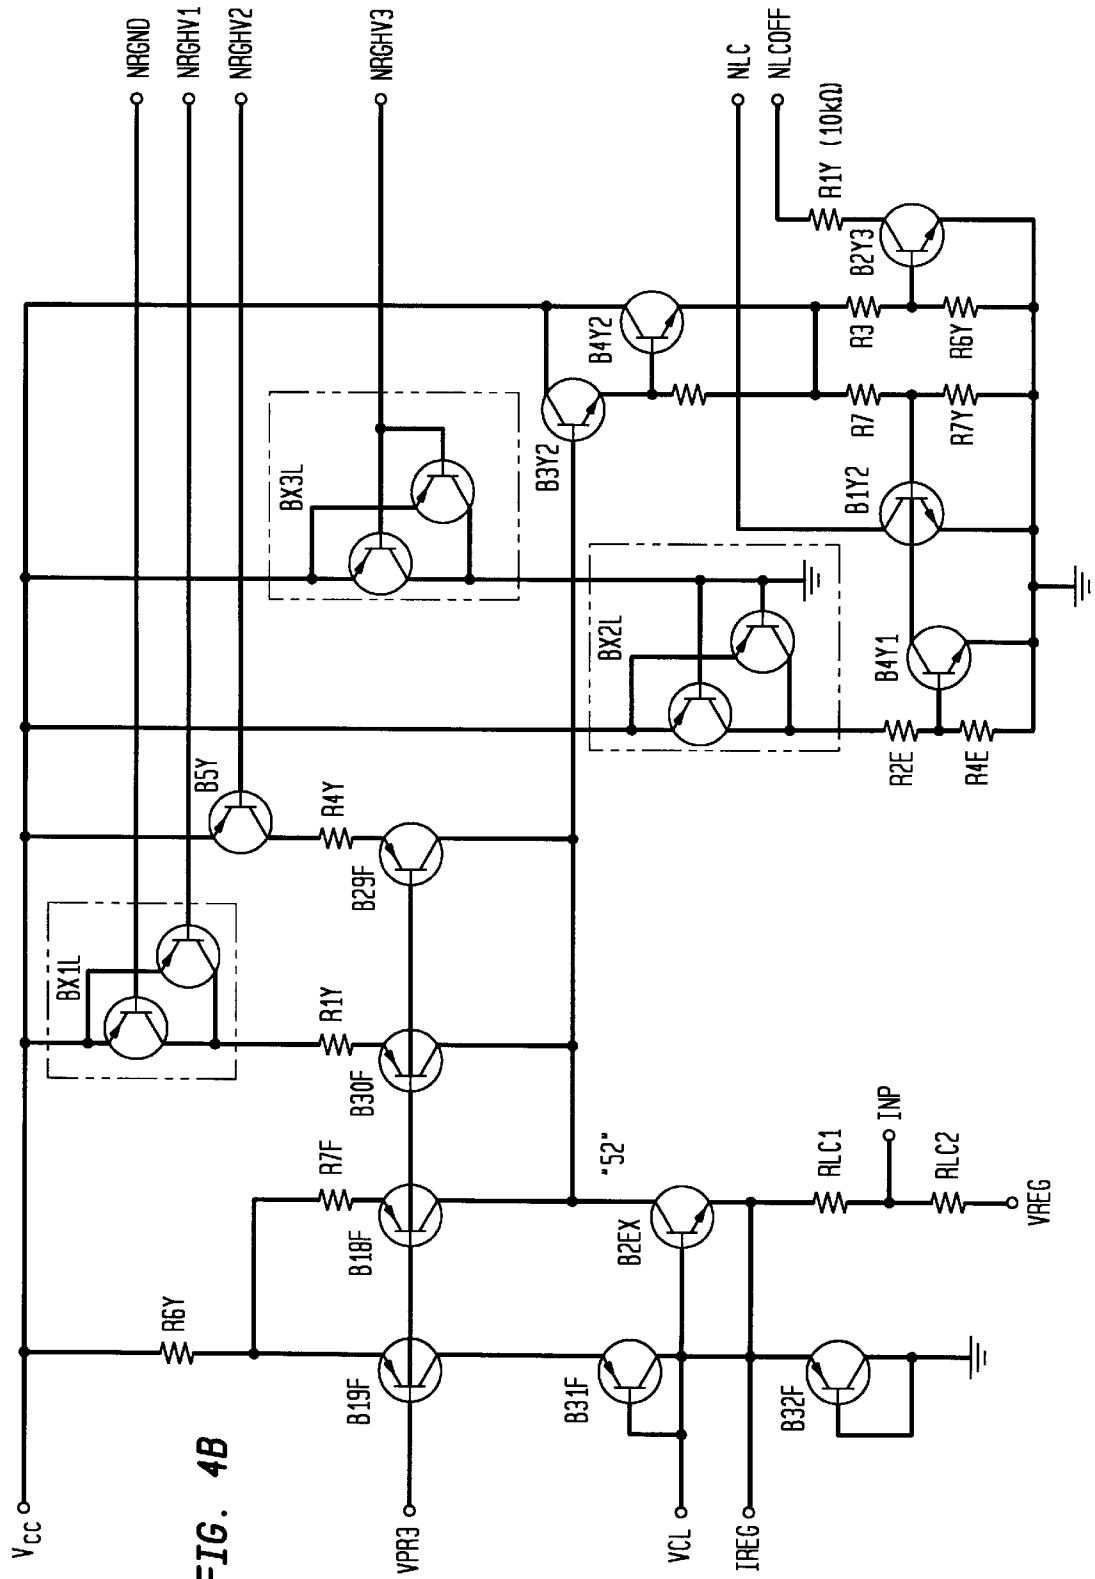 FIG. 4B
VCC
VPR3
VCL
IREG
R6Y
B19F
B31F
B32F
R7F
B18F
B2EX
"52"
RLC1
INP
RLC2
VREG
BX1L
R1Y
B30F
B5Y
R4Y
B29F
BX3L
BX2L
R2E
R4E
B4Y1
B1Y2
B3Y2
B4Y2
R7
R7Y
R3
R6Y
B2Y3
R1Y (10kΩ)
NRGND
NRGHV1
NRGHV2
NRGHV3
NLC
NLCOFF